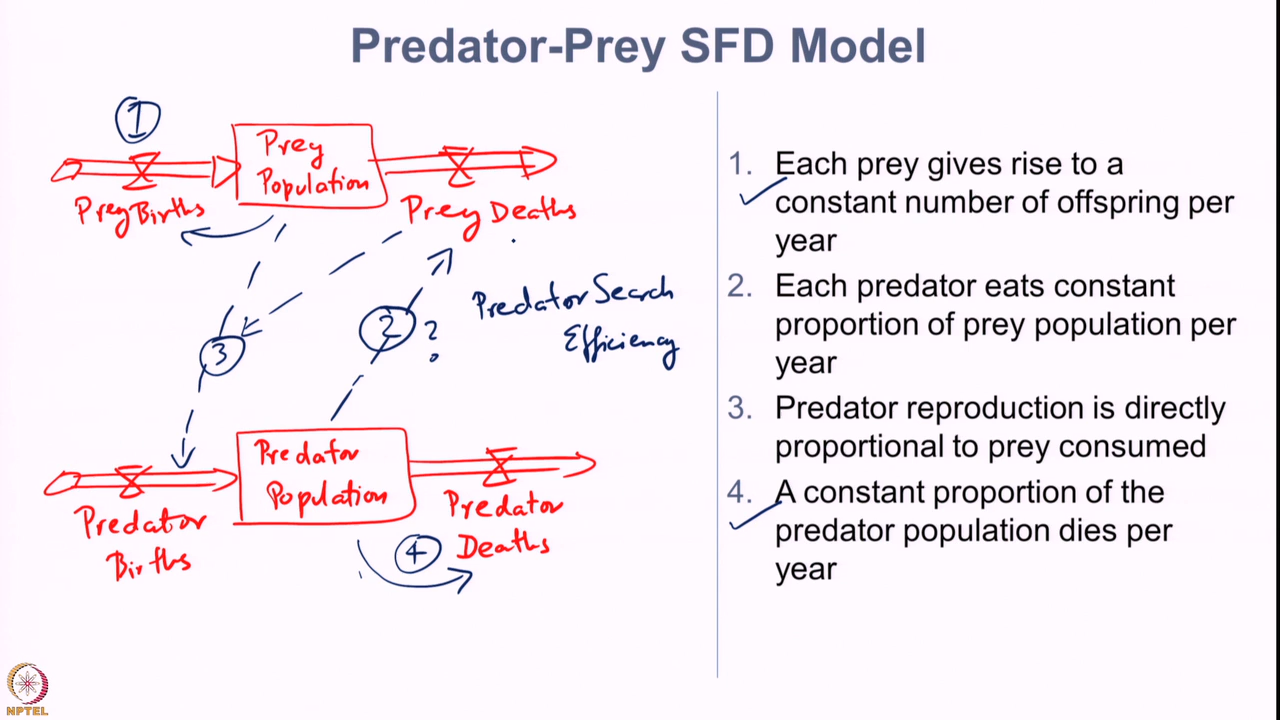 Predator-Prey SFD Model
1
Prey
Population
Prey Births
Prey Deaths
3
2
?
Predator Search
Efficiency
Predator
Population
Predator
Births
Predator
Deaths
4
1. Each prey gives rise to a
constant number of offspring per
year
2. Each predator eats constant
proportion of prey population per
year
3. Predator reproduction is directly
proportional to prey consumed
4. A constant proportion of the
predator population dies per
year
NPTEL